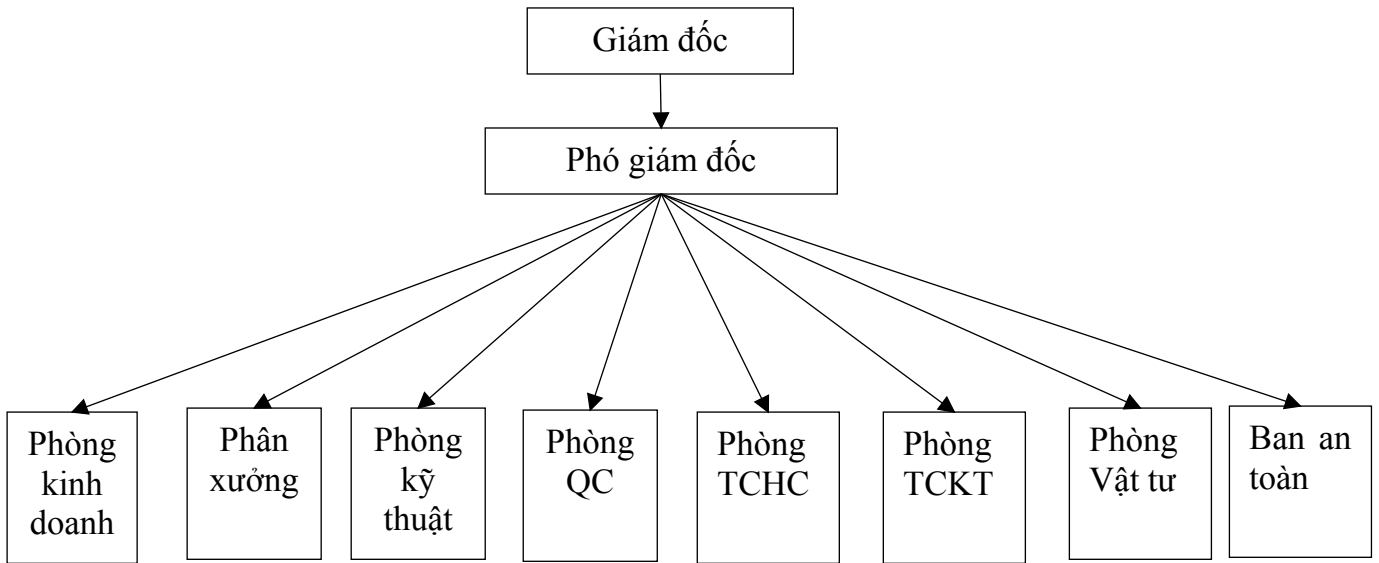 Giám đốc
Phó giám đốc
Phòng
kinh
doanh
Phân
xưởng
Phòng
kỹ
thuật
Phòng
QC
Phòng
TCHC
Phòng
TCKT
Phòng
Vật tư
Ban an
toàn